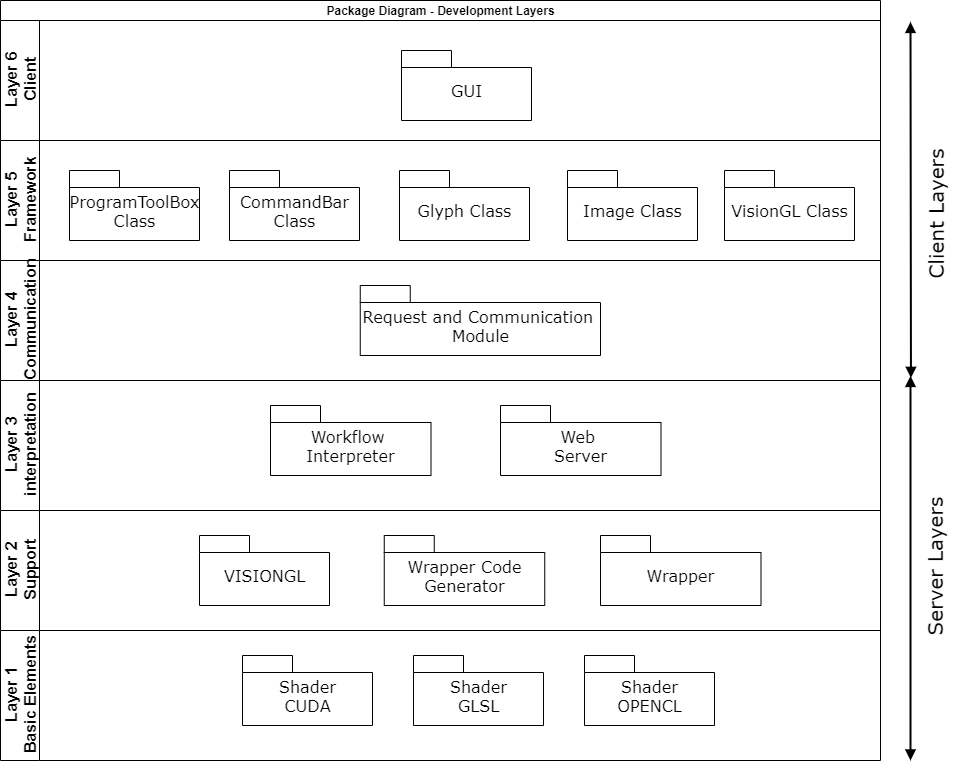 Package Diagram - Development Layers
Layer 6
Client
GUI
Layer 5
Framework
ProgramToolBox
Class
CommandBar
Class
Glyph Class
Image Class
VisionGL Class
Layer 4
Communication
Request and Communication
Module
Client Layers
Layer 3
interpretation
Workflow
Interpreter
Web
Server
Layer 2
Support
VISIONGL
Wrapper Code
Generator
Wrapper
Layer 1
Basic Elements
Shader
CUDA
Shader
GLSL
Shader
OPENCL
Server Layers